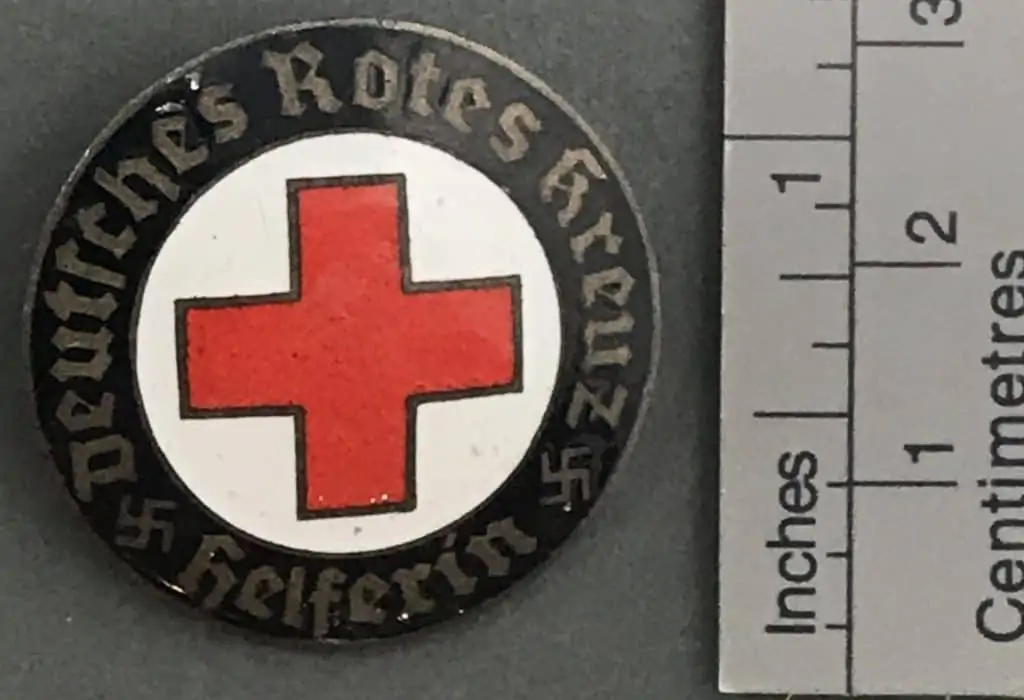 Deutſches Rotes Kreuz
Helferin
Inches
1
Centimetres
1
2
3